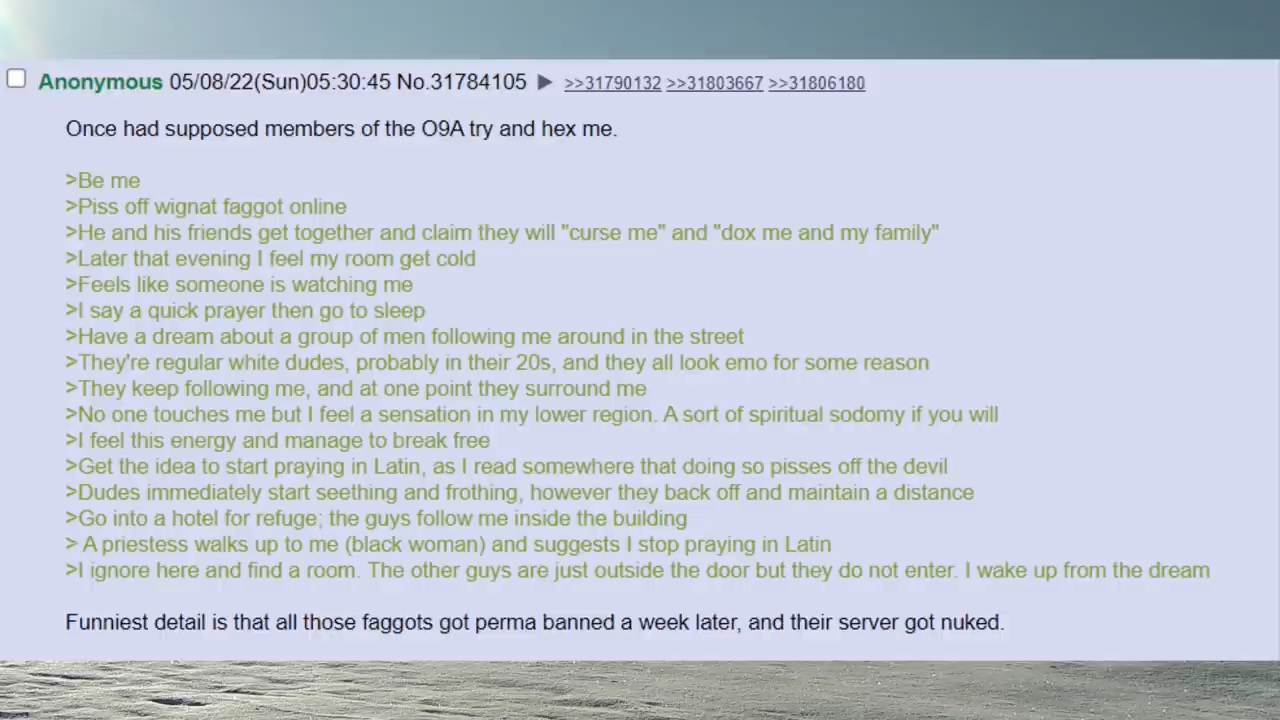 Anonymous 05/08/22(Sun)05:30:45 No.31784105 ▶ >>31790132 >>31803667 >>31806180
Once had supposed members of the O9A try and hex me.
>Be me
>Piss off wignat faggot online
>He and his friends get together and claim they will "curse me" and "dox me and my family"
>Later that evening I feel my room get cold
>Feels like someone is watching me
>I say a quick prayer then go to sleep
>Have a dream about a group of men following me around in the street
>They're regular white dudes, probably in their 20s, and they all look emo for some reason
>They keep following me, and at one point they surround me
>No one touches me but I feel a sensation in my lower region. A sort of spiritual sodomy if you will
>I feel this energy and manage to break free
>Get the idea to start praying in Latin, as I read somewhere that doing so pisses off the devil
>Dudes immediately start seething and frothing, however they back off and maintain a distance
>Go into a hotel for refuge; the guys follow me inside the building
> A priestess walks up to me (black woman) and suggests I stop praying in Latin
>I ignore here and find a room. The other guys are just outside the door but they do not enter. I wake up from the dream
Funniest detail is that all those faggots got perma banned a week later, and their server got nuked.